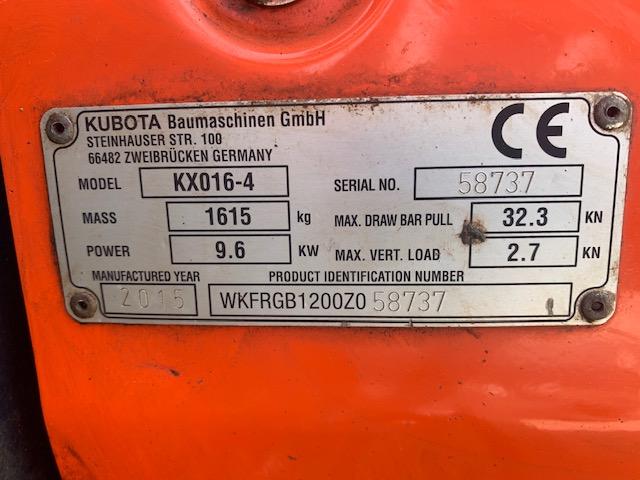 KUBOTA Baumaschinen GmbH
STEINHAUSER STR. 100
66482 ZWEIBRÜCKEN GERMANY
CE
MODEL KX016-4 SERIAL NO. 58737
MASS 1615 kg MAX. DRAW BAR PULL 32.3 KN
POWER 9.6 KW MAX. VERT. LOAD 2.7 KN
MANUFACTURED YEAR PRODUCT IDENTIFICATION NUMBER
2015 WKFRGB1200Z058737